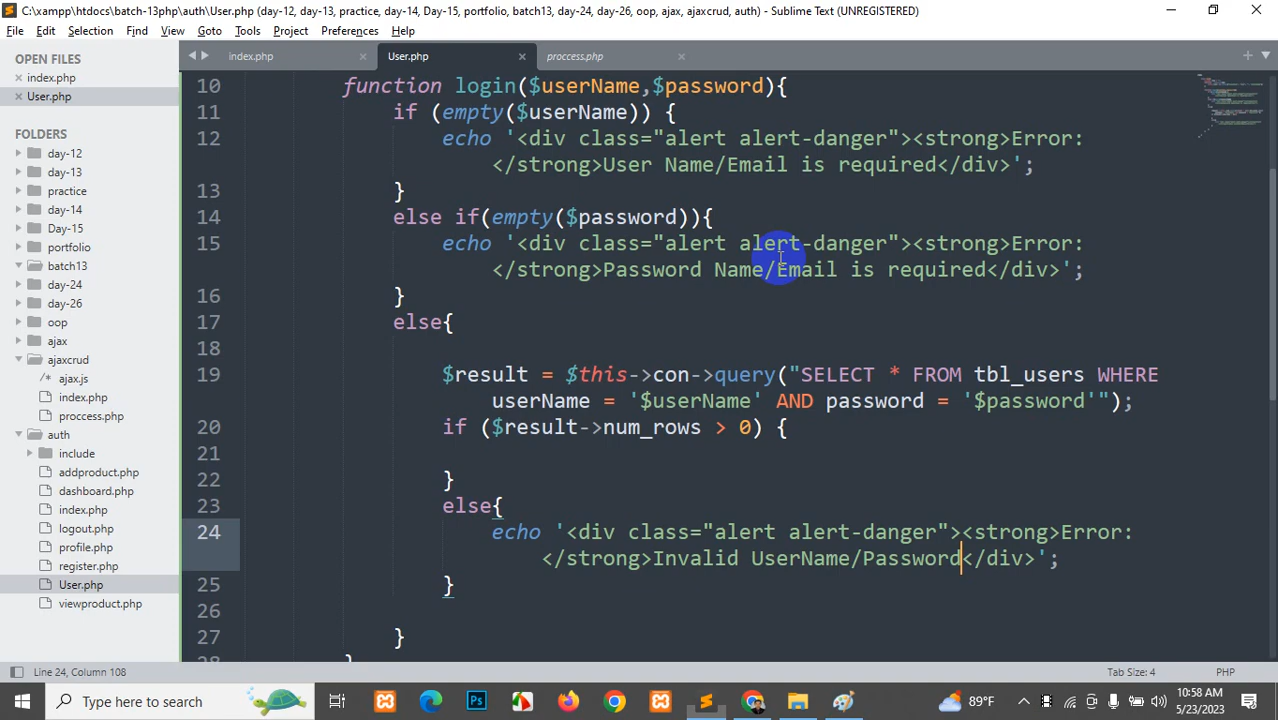 C:\xampp\htdocs\batch-13php\auth\User.php (day-12, day-13, practice, day-14, Day-15, portfolio, batch13, day-24, day-26, oop, ajax, ajaxcrud, auth) - Sublime Text (UNREGISTERED)
File Edit Selection Find View Goto Tools Project Preferences Help
OPEN FILES
index.php
User.php
FOLDERS
day-12
day-13
practice
day-14
Day-15
portfolio
batch13
day-24
day-26
oop
ajax
ajaxcrud
/* ajax.js
index.php
proccess.php
auth
include
addproduct.php
dashboard.php
index.php
logout.php
profile.php
register.php
User.php
viewproduct.php
index.php User.php proccess.php
10 function login($userName,$password){
11 if (empty($userName)) {
12 echo '<div class="alert alert-danger"><strong>Error:
</strong>User Name/Email is required</div>';
13 }
14 else if(empty($password)){
15 echo '<div class="alert alert-danger"><strong>Error:
</strong>Password Name/Email is required</div>';
16 }
17 else{
18
19 $result = $this->con->query("SELECT * FROM tbl_users WHERE
userName = '$userName' AND password = '$password'");
20 if ($result->num_rows > 0) {
21
22 }
23 else{
24 echo '<div class="alert alert-danger"><strong>Error:
</strong>Invalid UserName/Password</div>';
25 }
26
27 }
28 }
Line 24, Column 108 Tab Size: 4 PHP
Type here to search 89°F 10:58 AM
5/23/2023